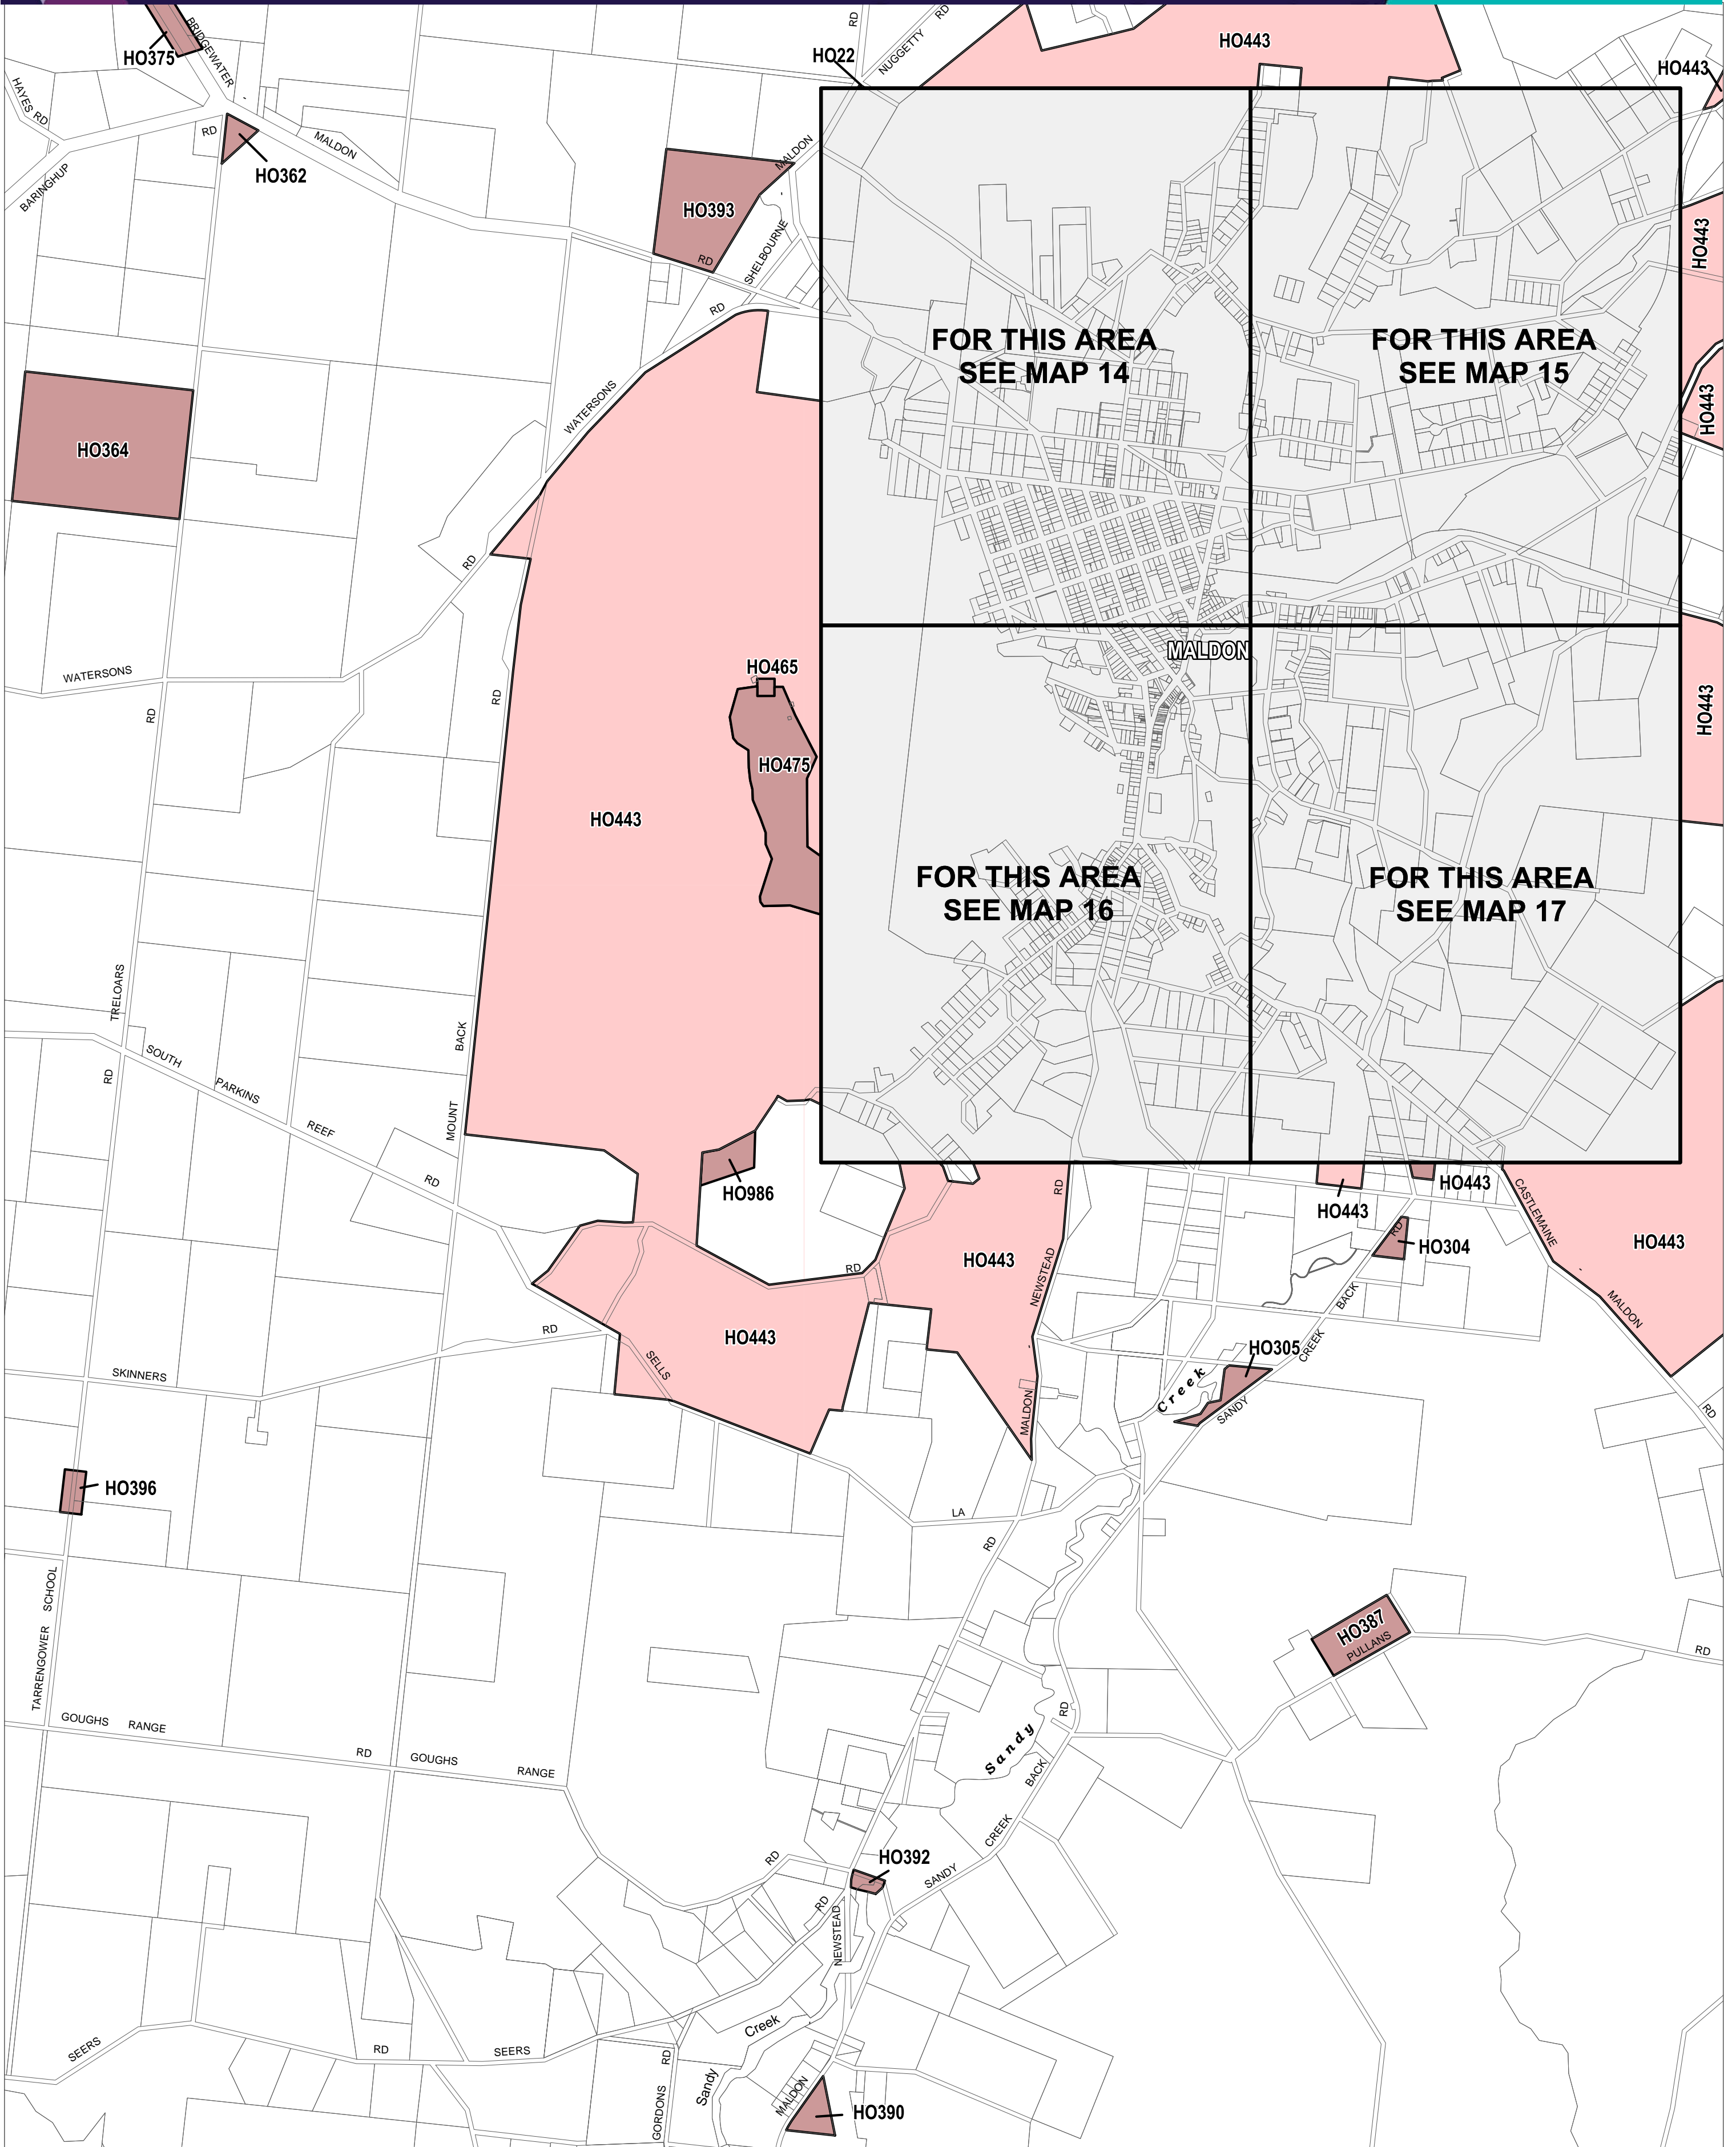 HO443
HO22
RD
NUGGETTY
RD
HO375
BRIDGEWATER
-
HO443
HAYES RD
RD
MALDON
HO362
BARINGHUP
MALDON
-
HO393
RD
SHELBOURNE
RD
HO443
FOR THIS AREA
SEE MAP 14
FOR THIS AREA
SEE MAP 15
WATERSONS
HO443
HO364
RD
MALDON
HO465
WATERSONS
RD
RD
HO443
HO475
HO443
FOR THIS AREA
SEE MAP 16
FOR THIS AREA
SEE MAP 17
TRELOARS
BACK
SOUTH
RD
PARKINS
REEF
MOUNT
RD
HO986
RD
HO443
HO443
CASTLEMAINE
RD
HO304
HO443
HO443
RD
NEWSTEAD
-
BACK
MALDON
RD
HO443
SELLS
-
CREEK
HO305
Creek
SANDY
SKINNERS
MALDON
RD
HO396
LA
RD
TARRENGOWER SCHOOL
HO387
PULLANS
RD
GOUGHS RANGE
RD
GOUGHS
RANGE
Sandy
RD
BACK
CREEK
RD
HO392
SANDY
RD
NEWSTEAD
Creek
SEERS
RD
SEERS
RD
Sandy
GORDONS
MALDON
HO390